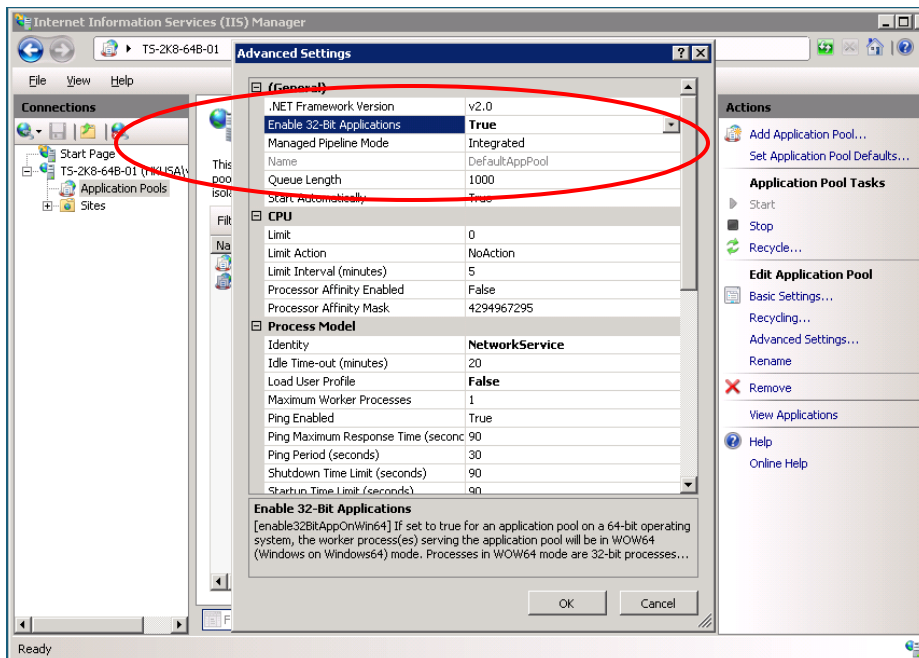 Internet Information Services (IIS) Manager
TS-2K8-64B-01
File View Help
Connections
Start Page
TS-2K8-64B-01
Application Pools
Sites
This
poo
isola
Filt
Na
Advanced Settings
(General)
.NET Framework Version v2.0
Enable 32-Bit Applications True
Managed Pipeline Mode Integrated
Name DefaultAppPool
Queue Length 1000
Start Automatically True
CPU
Limit 0
Limit Action NoAction
Limit Interval (minutes) 5
Processor Affinity Enabled False
Processor Affinity Mask 4294967295
Process Model
Identity NetworkService
Idle Time-out (minutes) 20
Load User Profile False
Maximum Worker Processes 1
Ping Enabled True
Ping Maximum Response Time (second 90
Ping Period (seconds) 30
Shutdown Time Limit (seconds) 90
Startup Time Limit (seconds) 90
Enable 32-Bit Applications
[enable32BitAppOnWin64] If set to true for an application pool on a 64-bit operating
system, the worker process(es) serving the application pool will be in WOW64
(Windows on Windows64) mode. Processes in WOW64 mode are 32-bit processes...
OK Cancel
F
Actions
Add Application Pool...
Set Application Pool Defaults...
Application Pool Tasks
Start
Stop
Recycle...
Edit Application Pool
Basic Settings...
Recycling...
Advanced Settings...
Rename
Remove
View Applications
Help
Online Help
Ready